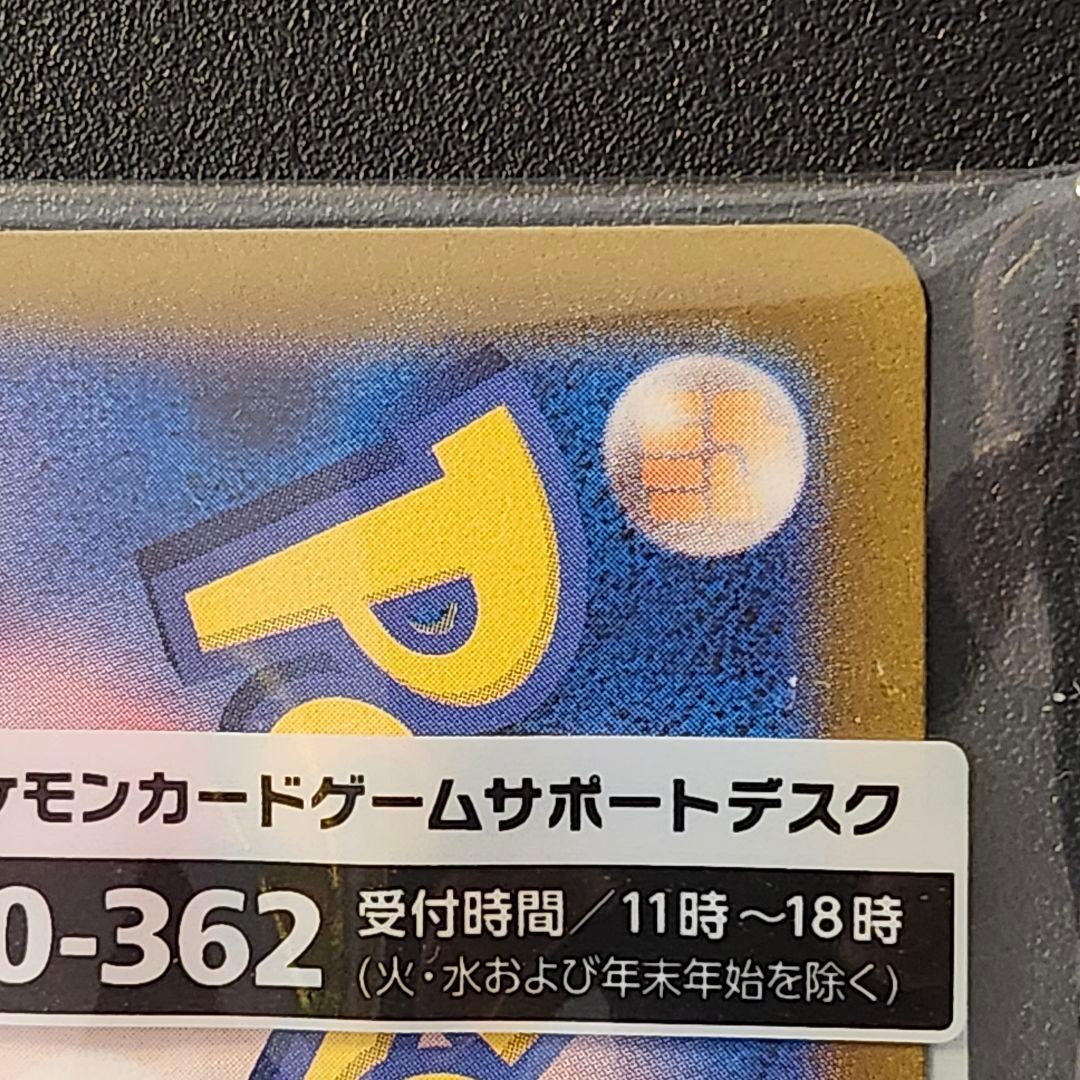 P
ケモンカードゲームサポートデスク
0-362
受付時間／11時～18時
(火・水および年末年始を除く)